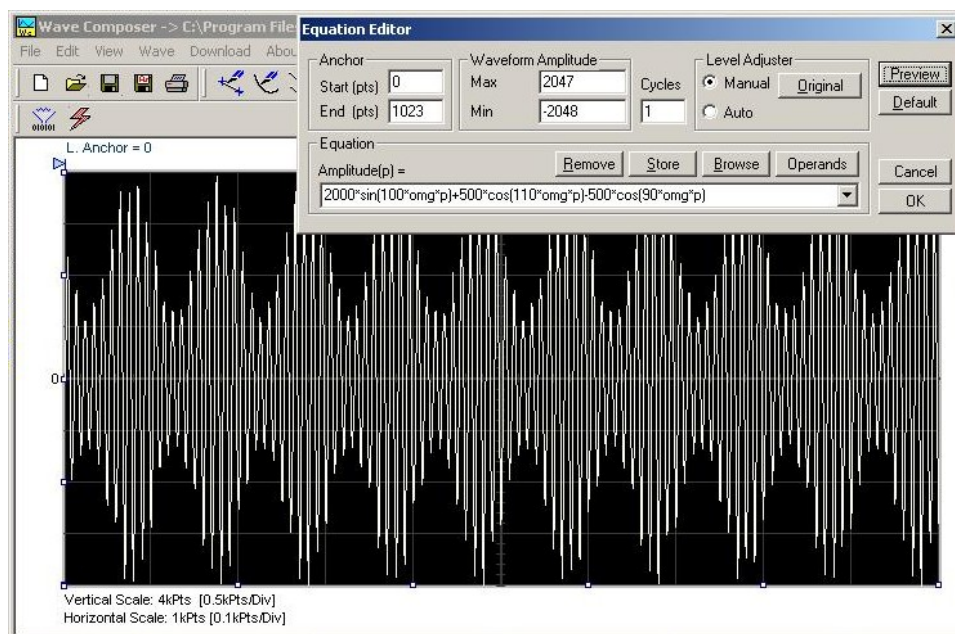 Wave Composer -> C:\Program File
File Edit View Wave Download Abou
Equation Editor
Anchor
Start (pts) 0
End (pts) 1023
Waveform Amplitude
Max 2047
Min -2048
Cycles
1
Level Adjuster
Manual Original
Auto
Preview
Default
Equation
Remove Store Browse Operands
Amplitude(p) =
2000*sin(100*omg*p)+500*cos(110*omg*p)-500*cos(90*omg*p)
Cancel
OK
L. Anchor = 0
0
Vertical Scale: 4kPts [0.5kPts/Div]
Horizontal Scale: 1kPts [0.1kPts/Div]